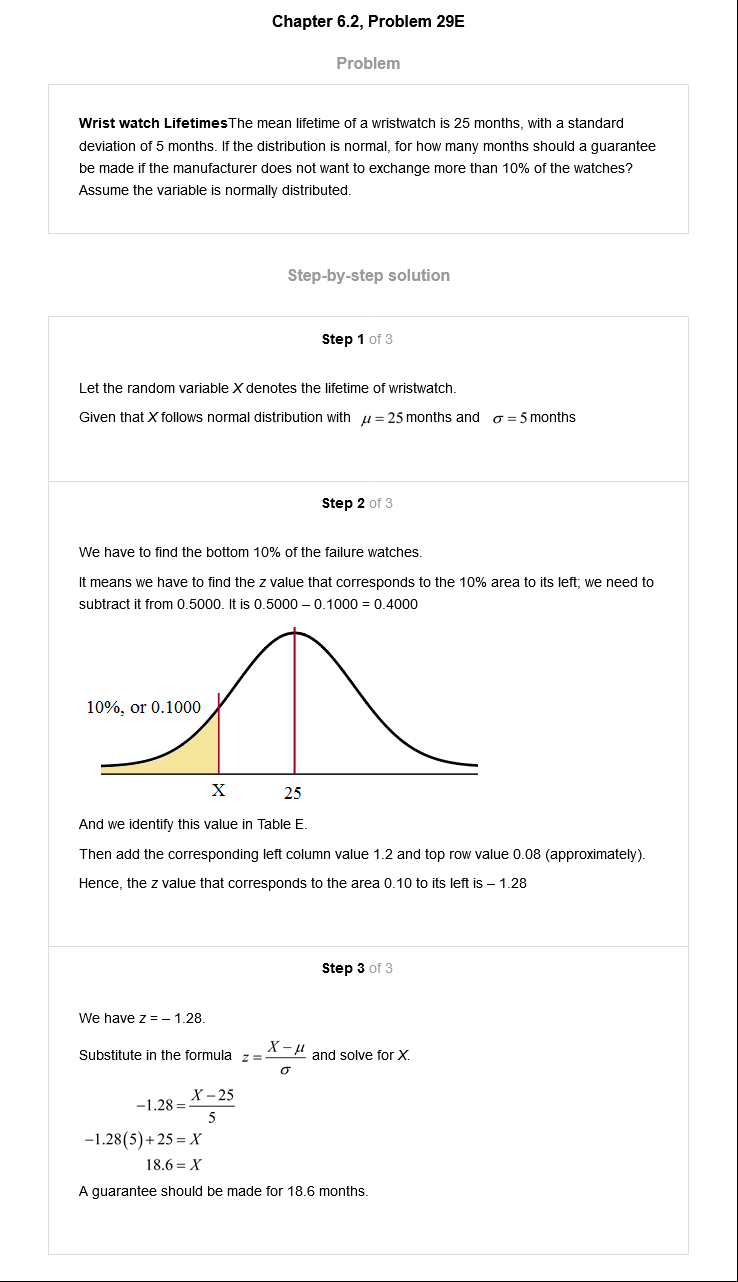 Chapter 6.2, Problem 29E
Problem
Wrist watch LifetimesThe mean lifetime of a wristwatch is 25 months, with a standard
deviation of 5 months. If the distribution is normal, for how many months should a guarantee
be made if the manufacturer does not want to exchange more than 10% of the watches?
Assume the variable is normally distributed.
Step-by-step solution
Step 1 of 3
Let the random variable X denotes the lifetime of wristwatch.
Given that X follows normal distribution with μ = 25 months and σ = 5 months
Step 2 of 3
We have to find the bottom 10% of the failure watches.
It means we have to find the z value that corresponds to the 10% area to its left; we need to
subtract it from 0.5000. It is 0.5000 – 0.1000 = 0.4000
10%, or 0.1000
X 25
And we identify this value in Table E.
Then add the corresponding left column value 1.2 and top row value 0.08 (approximately).
Hence, the z value that corresponds to the area 0.10 to its left is – 1.28
Step 3 of 3
We have z = – 1.28.
Substitute in the formula z = (X − μ)/σ and solve for X.
−1.28 = (X − 25)/5
−1.28(5) + 25 = X
18.6 = X
A guarantee should be made for 18.6 months.